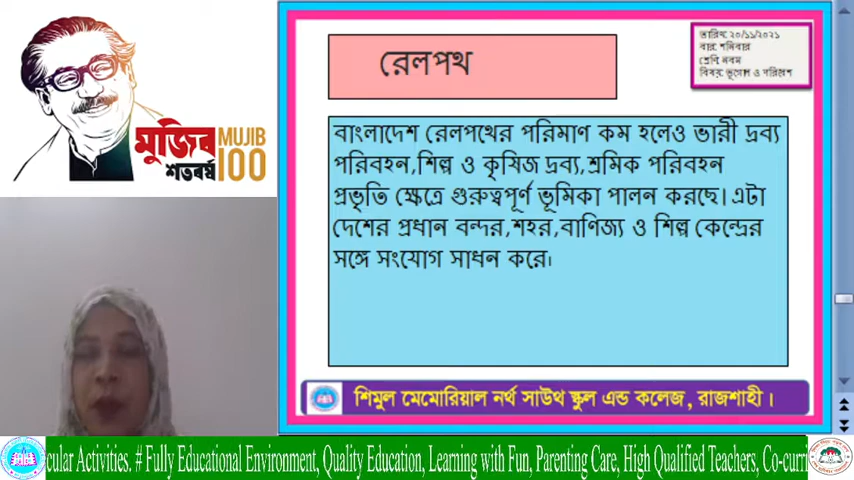 মুজিব
শতবর্ষ
MUJIB
100
রেলপথ
তারিখ: ২০/১১/২০২১
বার: শনিবার
শ্রেণি: নবম
বিষয়: ভূগোল ও পরিবেশ
বাংলাদেশ রেলপথের পরিমাণ কম হলেও ভারী দ্রব্য
পরিবহন,শিল্প ও কৃষিজ দ্রব্য,শ্রমিক পরিবহন
প্রভৃতি ক্ষেত্রে গুরুত্বপূর্ণ ভূমিকা পালন করছে। এটা
দেশের প্রধান বন্দর,শহর,বাণিজ্য ও শিল্প কেন্দ্রের
সঙ্গে সংযোগ সাধন করে।
শিমুল মেমোরিয়াল নর্থ সাউথ স্কুল এন্ড কলেজ, রাজশাহী।
cular Activities. # Fully Educational Environment, Quality Education, Learning with Fun, Parenting Care, High Qualified Teachers, Co-curri